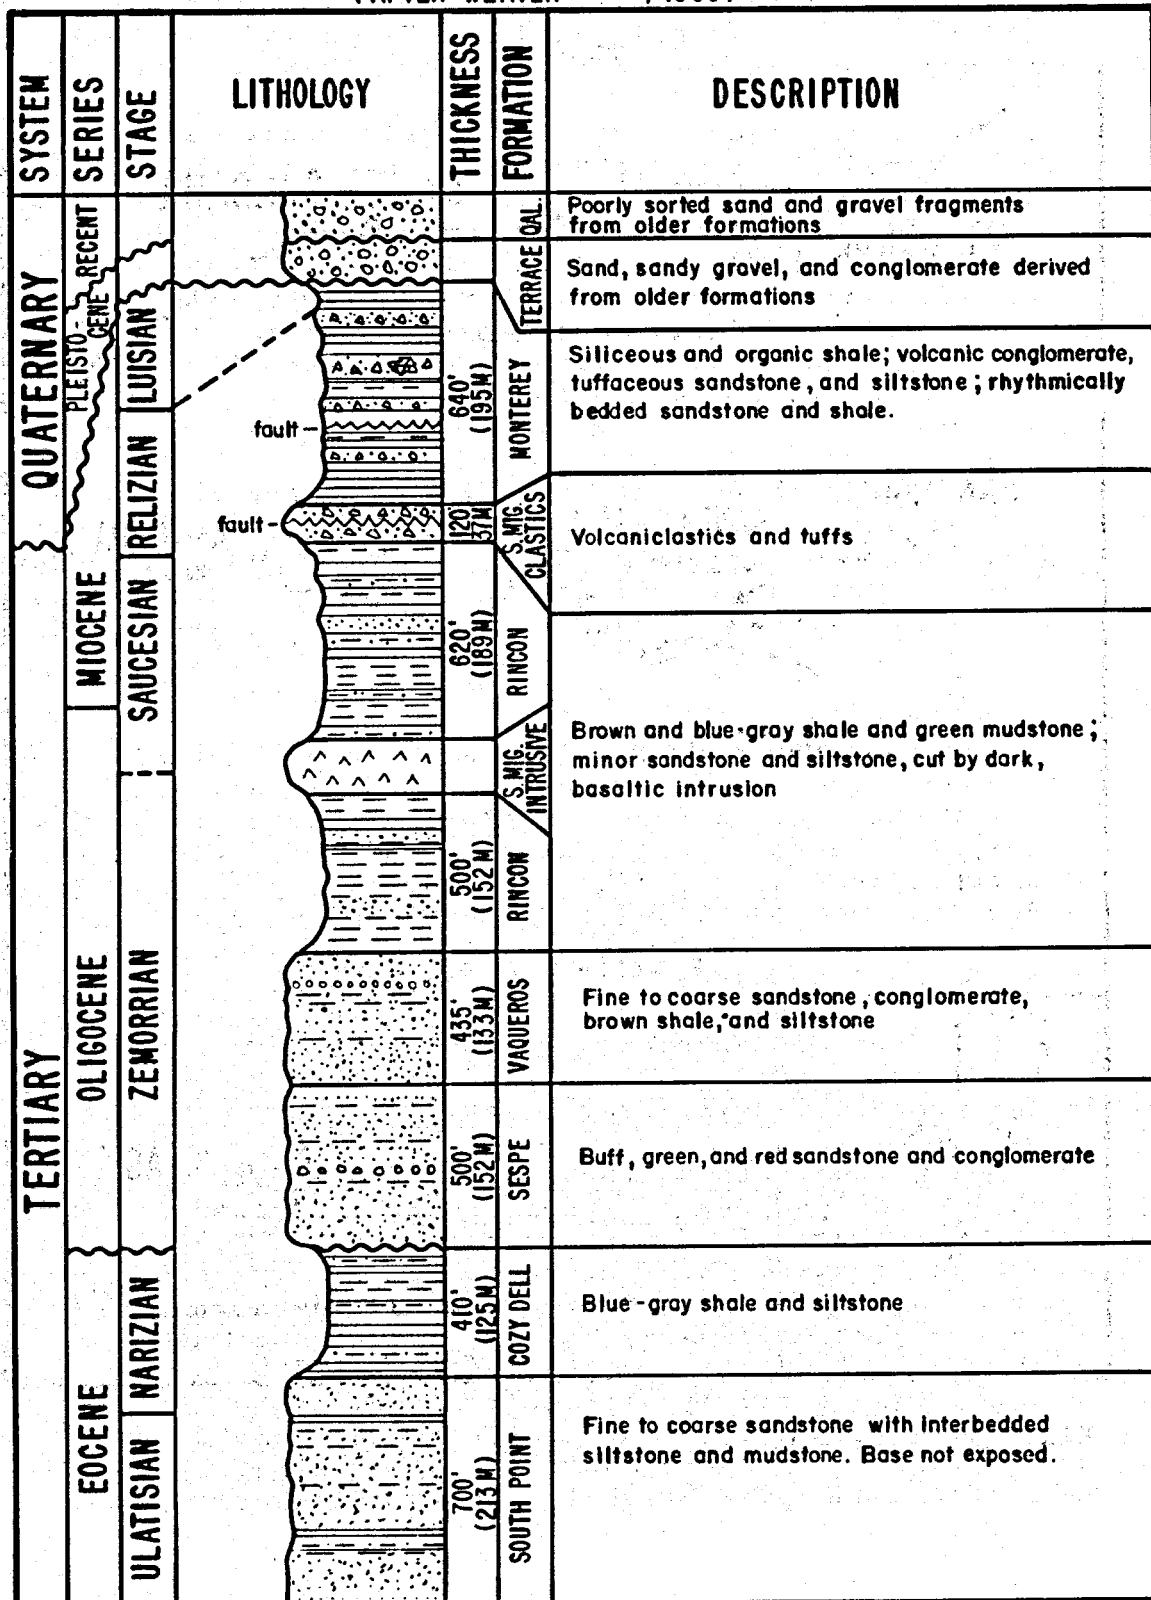 SYSTEM
SERIES
STAGE
LITHOLOGY
THICKNESS
FORMATION
DESCRIPTION
QUATERNARY
TERTIARY
RECENT
PLEISTO-
CENE
MIOCENE
OLIGOCENE
EOCENE
LUISIAN
RELIZIAN
SAUCESIAN
ZEMORRIAN
NARIZIAN
ULATISIAN
fault
fault
QAL.
Poorly sorted sand and gravel fragments
from older formations
TERRACE
Sand, sandy gravel, and conglomerate derived
from older formations
640'
(195M)
MONTEREY
Siliceous and organic shale; volcanic conglomerate,
tuffaceous sandstone, and siltstone; rhythmically
bedded sandstone and shale.
120'
37M
S. MIG.
CLASTICS
Volcaniclastics and tuffs
620'
(189M)
RINCON
S. MIG.
INTRUSIVE
Brown and blue-gray shale and green mudstone;
minor sandstone and siltstone, cut by dark,
basaltic intrusion
500'
(152M)
RINCON
435'
(133M)
VAQUEROS
Fine to coarse sandstone, conglomerate,
brown shale, and siltstone
500'
(152M)
SESPE
Buff, green, and red sandstone and conglomerate
410'
(125M)
COZY DELL
Blue-gray shale and siltstone
700'
(213M)
SOUTH POINT
Fine to coarse sandstone with interbedded
siltstone and mudstone. Base not exposed.